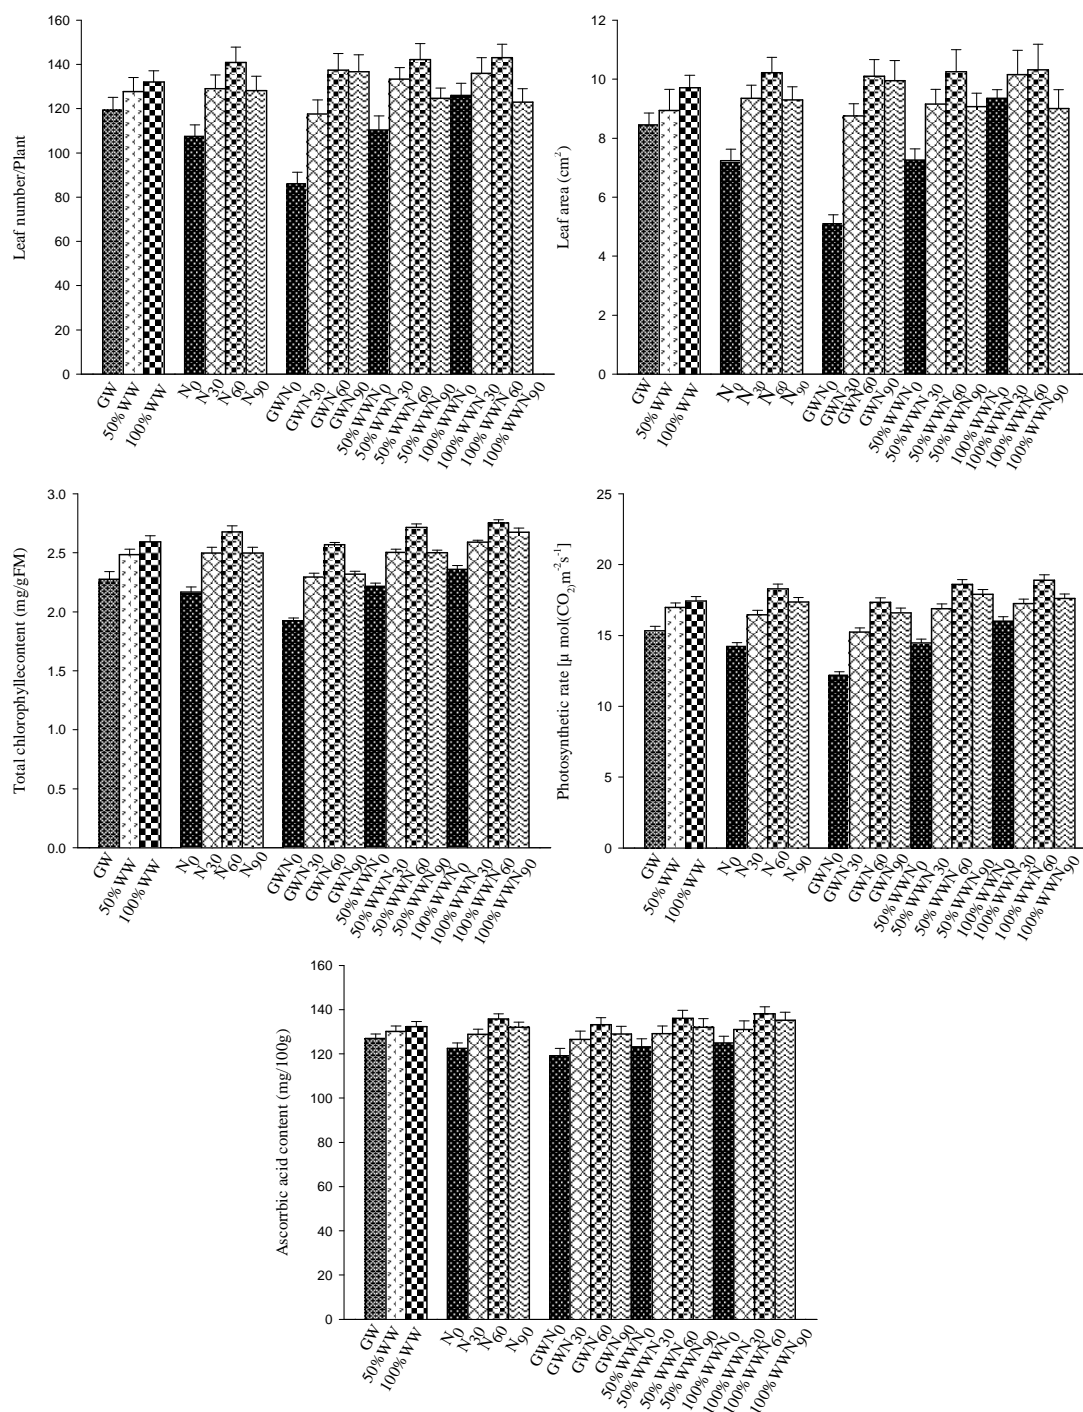 160
140
120
100
80
60
40
20
0
Leaf number/Plant
GW
50%WW
100%WW
N0
N30
N60
N90
GWN0
GWN30
GWN60
GWN90
50%WWN0
50%WWN30
50%WWN60
50%WWN90
100%WWN0
100%WWN30
100%WWN60
100%WWN90
12
10
8
6
4
2
0
Leaf area (cm²)
GW
50%WW
100%WW
N0
N30
N60
N90
GWN0
GWN30
GWN60
GWN90
50%WWN0
50%WWN30
50%WWN60
50%WWN90
100%WWN0
100%WWN30
100%WWN60
100%WWN90
3.0
2.5
2.0
1.5
1.0
0.5
0.0
Total chlorophyllecontent (mg/gFM)
GW
50%WW
100%WW
N0
N30
N60
N90
GWN0
GWN30
GWN60
GWN90
50%WWN0
50%WWN30
50%WWN60
50%WWN90
100%WWN0
100%WWN30
100%WWN60
100%WWN90
25
20
15
10
5
0
Photosynthetic rate [µ mol(CO₂)m⁻²s⁻¹]
GW
50%WW
100%WW
N0
N30
N60
N90
GWN0
GWN30
GWN60
GWN90
50%WWN0
50%WWN30
50%WWN60
50%WWN90
100%WWN0
100%WWN30
100%WWN60
100%WWN90
160
140
120
100
80
60
40
20
0
Ascorrbic acid content (mg/100g)
GW
50%WW
100%WW
N0
N30
N60
N90
GWN0
GWN30
GWN60
GWN90
50%WWN0
50%WWN30
50%WWN60
50%WWN90
100%WWN0
100%WWN30
100%WWN60
100%WWN90